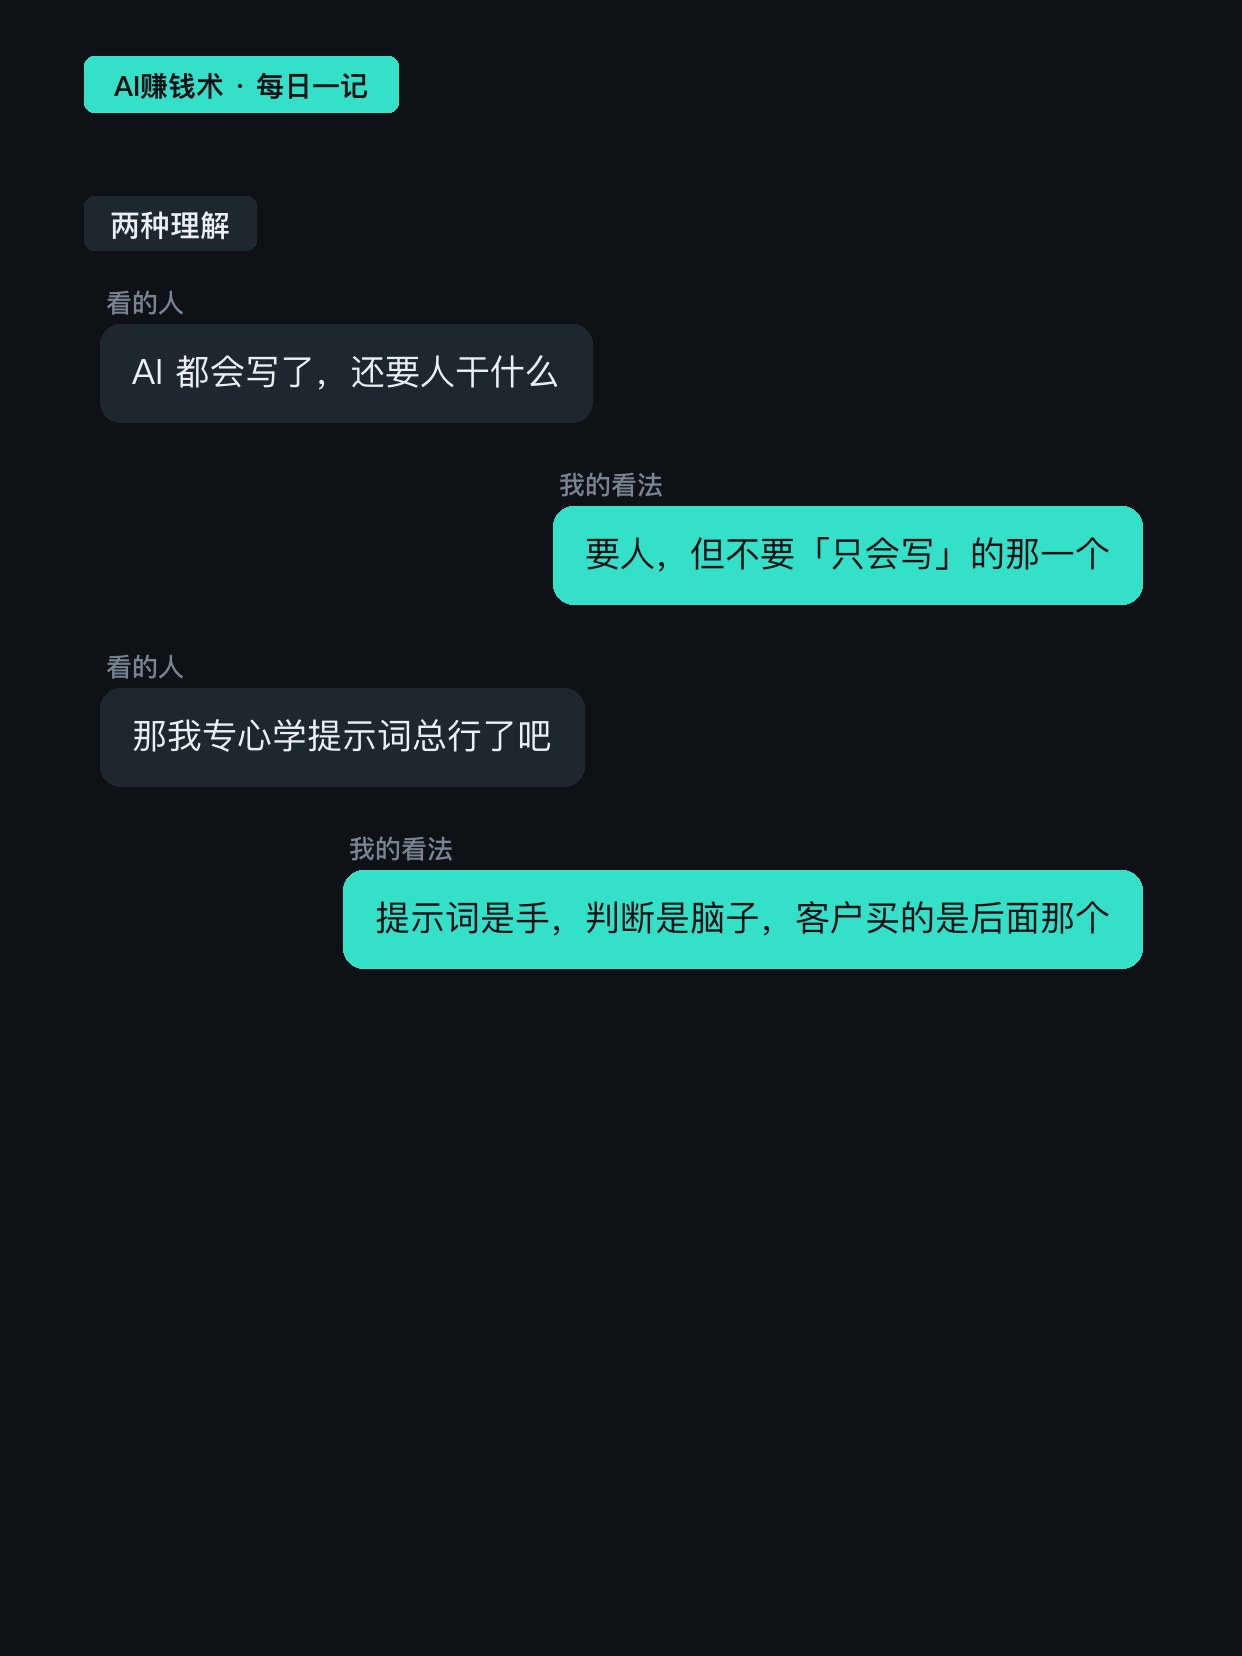 AI赚钱术 · 每日一记
两种理解
看的人
AI 都会写了，还要人干什么
我的看法
要人，但不要「只会写」的那一个
看的人
那我专心学提示词总行了吧
我的看法
提示词是手，判断是脑子，客户买的是后面那个